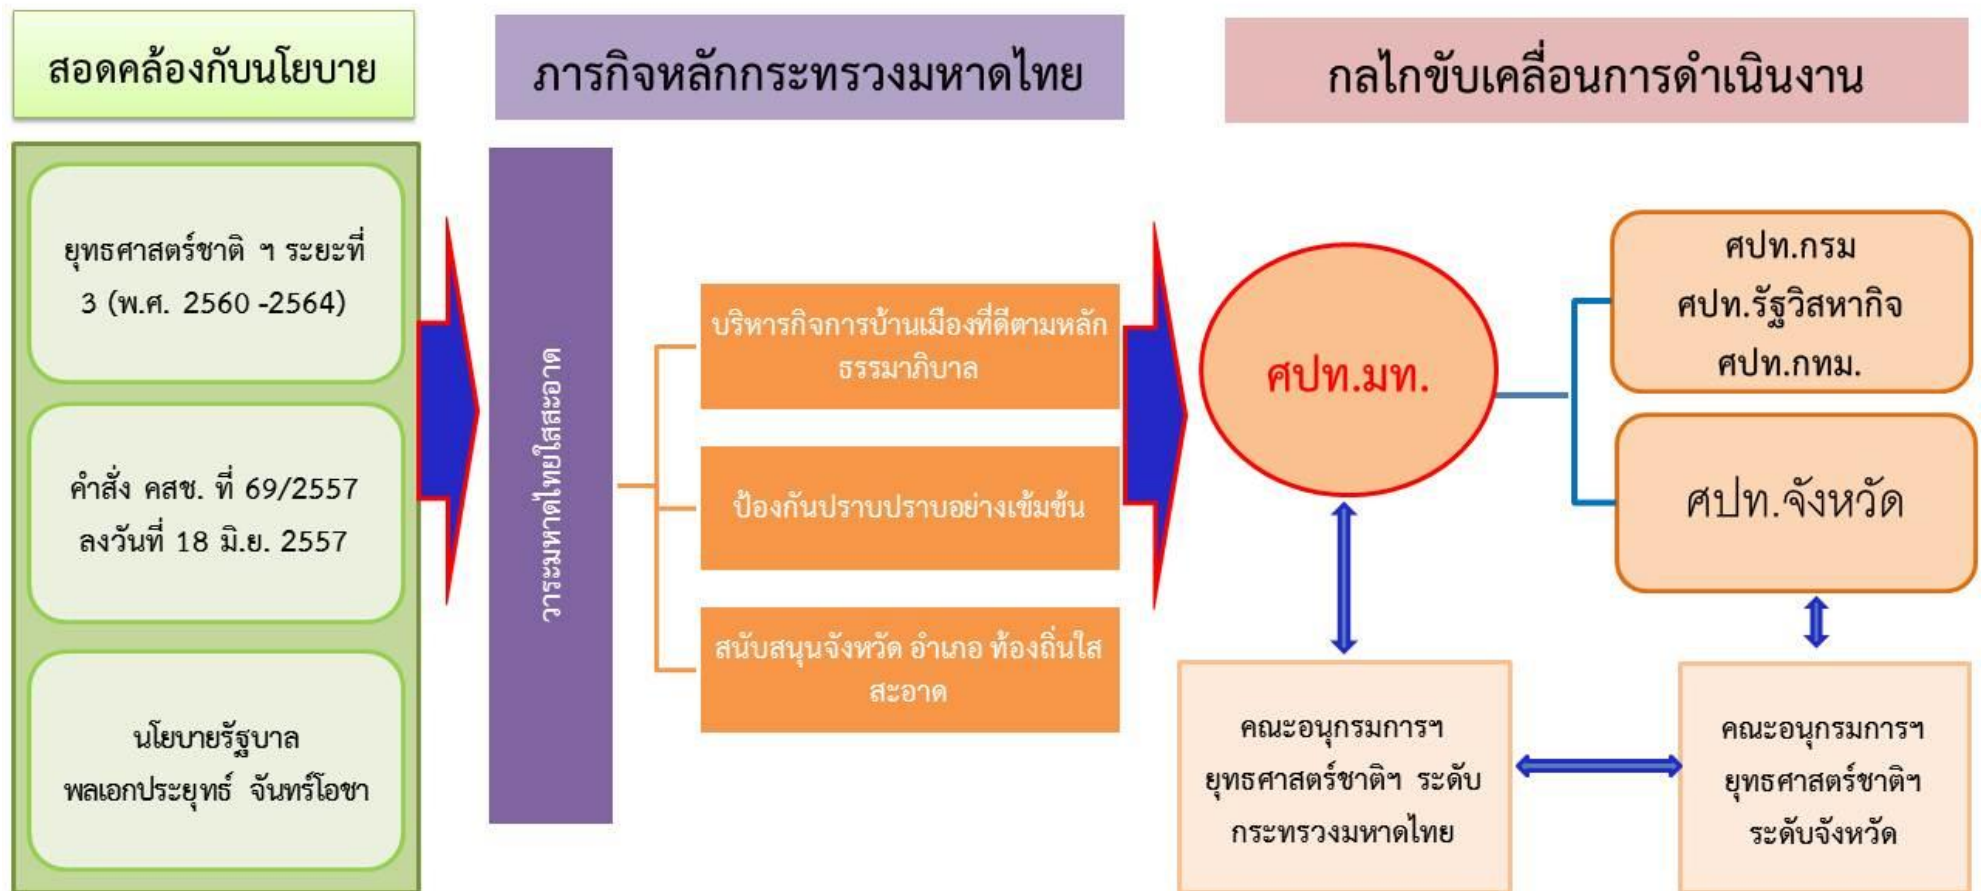 สอดคล้องกับนโยบาย
ยุทธศาสตร์ชาติ ฯ ระยะที่
3 (พ.ศ. 2560 -2564)
คำสั่ง คสช. ที่ 69/2557
ลงวันที่ 18 มิ.ย. 2557
นโยบายรัฐบาล
พลเอกประยุทธ์ จันทร์โอชา
ภารกิจหลักกระทรวงมหาดไทย
วาระมหาดไทยใสสะอาด
บริหารกิจการบ้านเมืองที่ดีตามหลัก
ธรรมาภิบาล
ป้องกันปราบปราบอย่างเข้มข้น
สนับสนุนจังหวัด อำเภอ ท้องถิ่นใส
สะอาด
กลไกขับเคลื่อนการดำเนินงาน
ศปท.มท.
ศปท.กรม
ศปท.รัฐวิสหากิจ
ศปท.กทม.
ศปท.จังหวัด
คณะอนุกรมการฯ
ยุทธศาสตร์ชาติฯ ระดับ
กระทรวงมหาดไทย
คณะอนุกรมการฯ
ยุทธศาสตร์ชาติฯ
ระดับจังหวัด